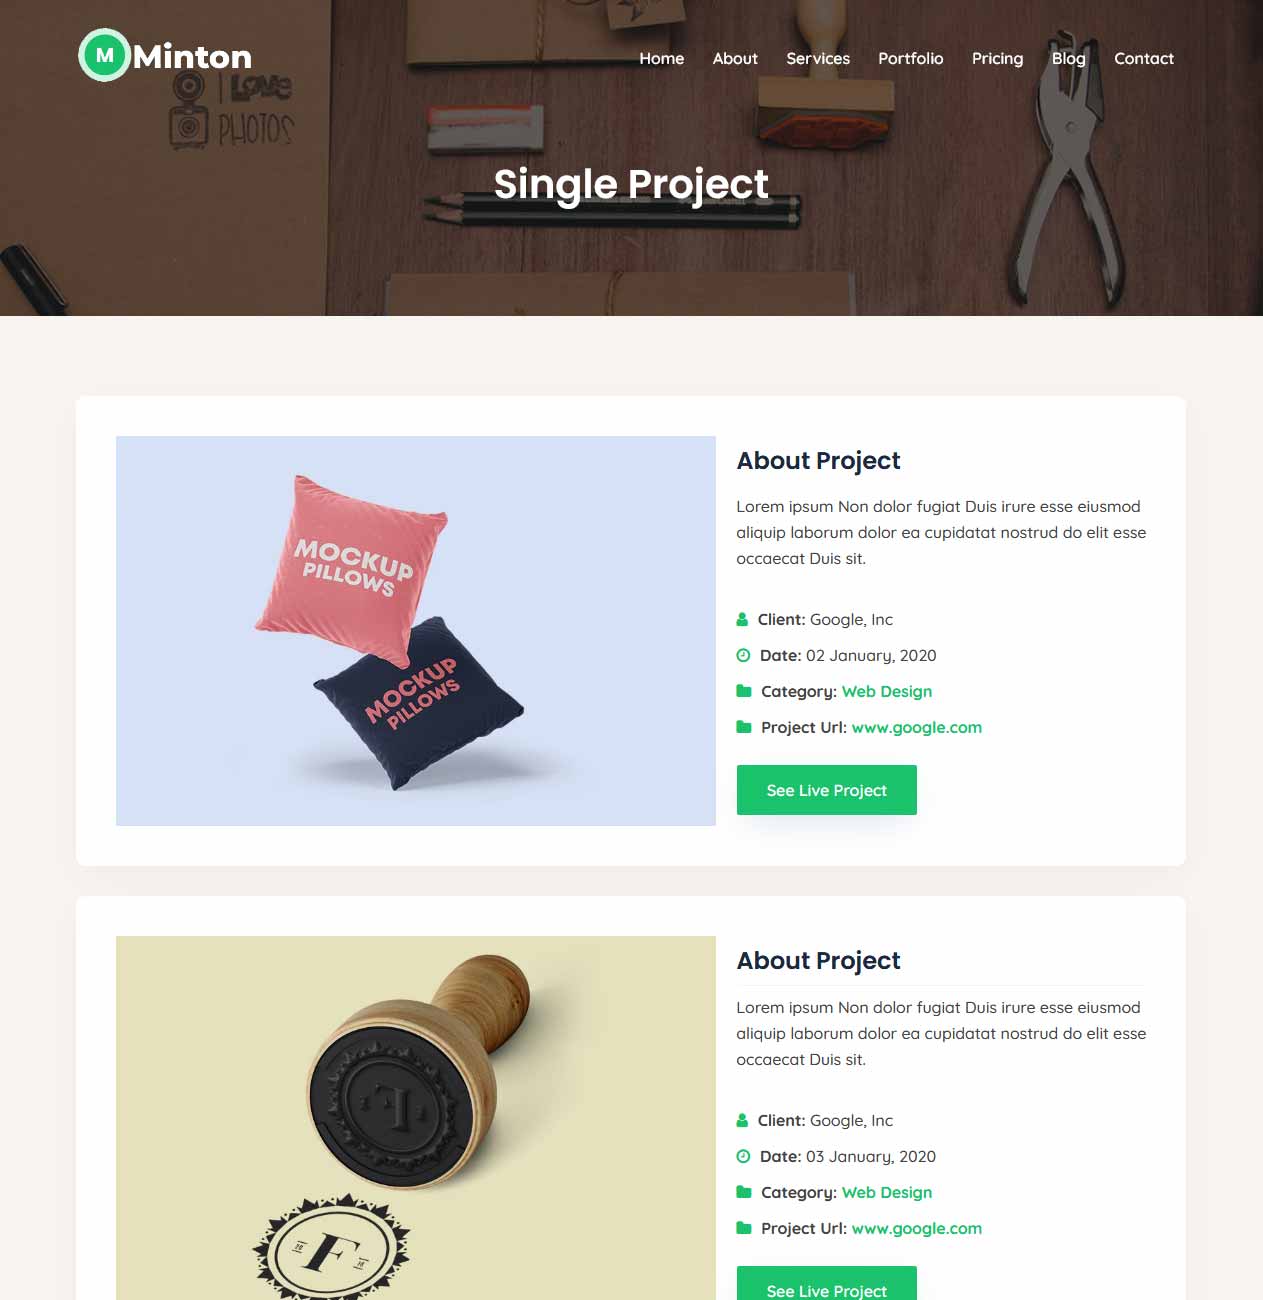 M Minton
Home About Services Portfolio Pricing Blog Contact
I LOVE
PHOTOS
Single Project
MOCKUP
PILLOWS
MOCKUP
PILLOWS
About Project
Lorem ipsum Non dolor fugiat Duis irure esse eiusmod
aliquip laborum dolor ea cupidatat nostrud do elit esse
occaecat Duis sit.
Client: Google, Inc
Date: 02 January, 2020
Category: Web Design
Project Url: www.google.com
See Live Project
F
F
About Project
Lorem ipsum Non dolor fugiat Duis irure esse eiusmod
aliquip laborum dolor ea cupidatat nostrud do elit esse
occaecat Duis sit.
Client: Google, Inc
Date: 03 January, 2020
Category: Web Design
Project Url: www.google.com
See Live Project